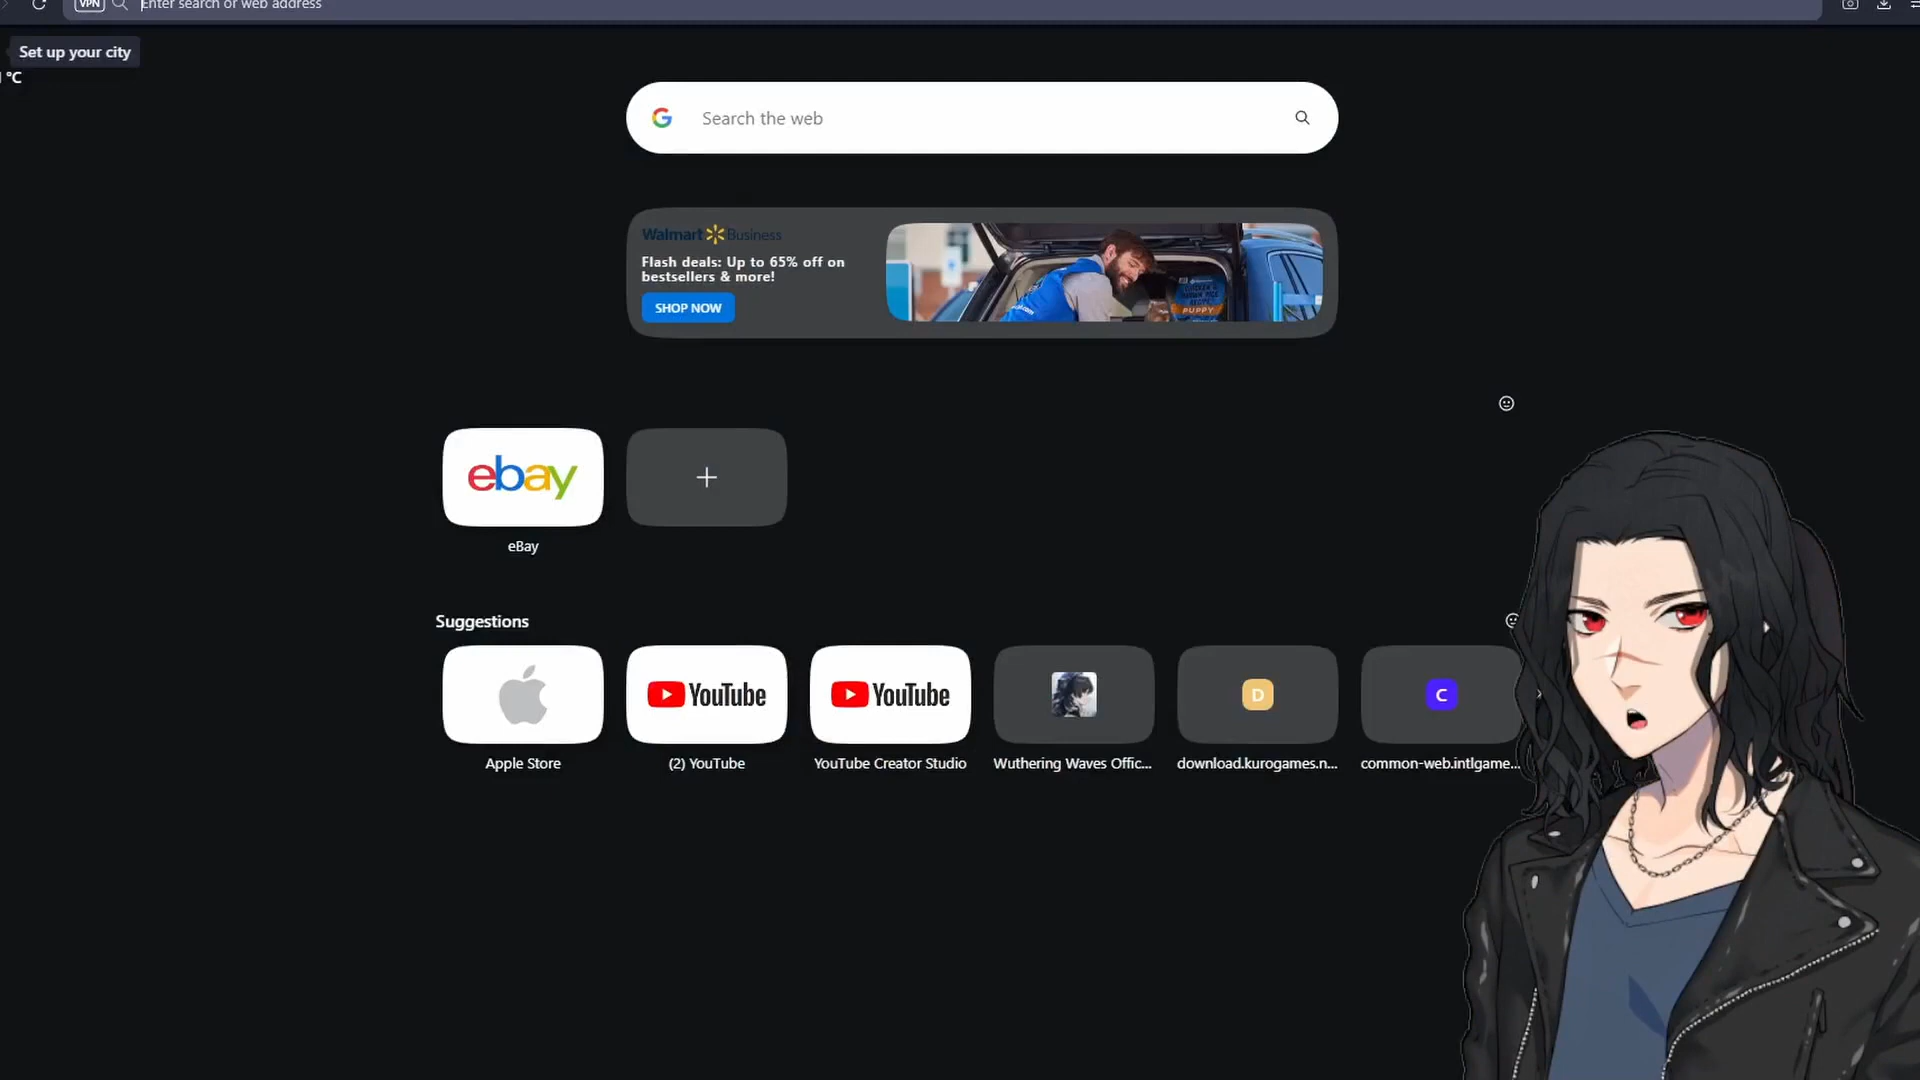 VPN
Enter search or web address
Set up your city
°C
Search the web
Walmart Business
Flash deals: Up to 65% off on
bestsellers & more!
SHOP NOW
PUPPY
ebay
eBay
Suggestions
YouTube
YouTube
D
C
Apple Store
(2) YouTube
YouTube Creator Studio
Wuthering Waves Offic...
download.kurogames.n...
common-web.intlgame...